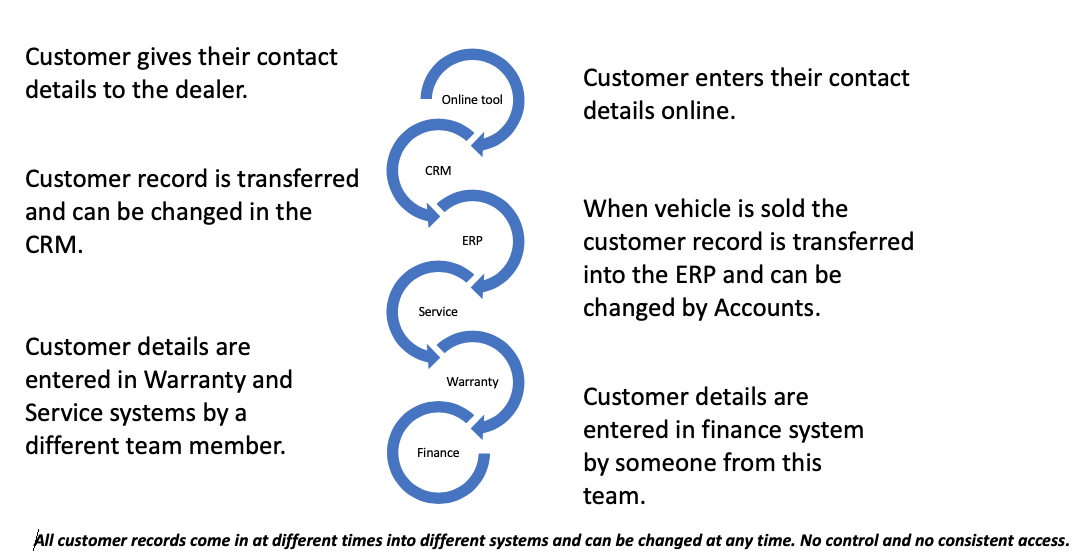 Customer gives their contact
details to the dealer.
Customer enters their contact
details online.
Online tool
Customer record is transferred
and can be changed in the
CRM.
CRM
When vehicle is sold the
customer record is transferred
into the ERP and can be
changed by Accounts.
ERP
Service
Customer details are
entered in Warranty and
Service systems by a
different team member.
Warranty
Customer details are
entered in finance system
by someone from this
team.
Finance
All customer records come in at different times into different systems and can be changed at any time. No control and no consistent access.